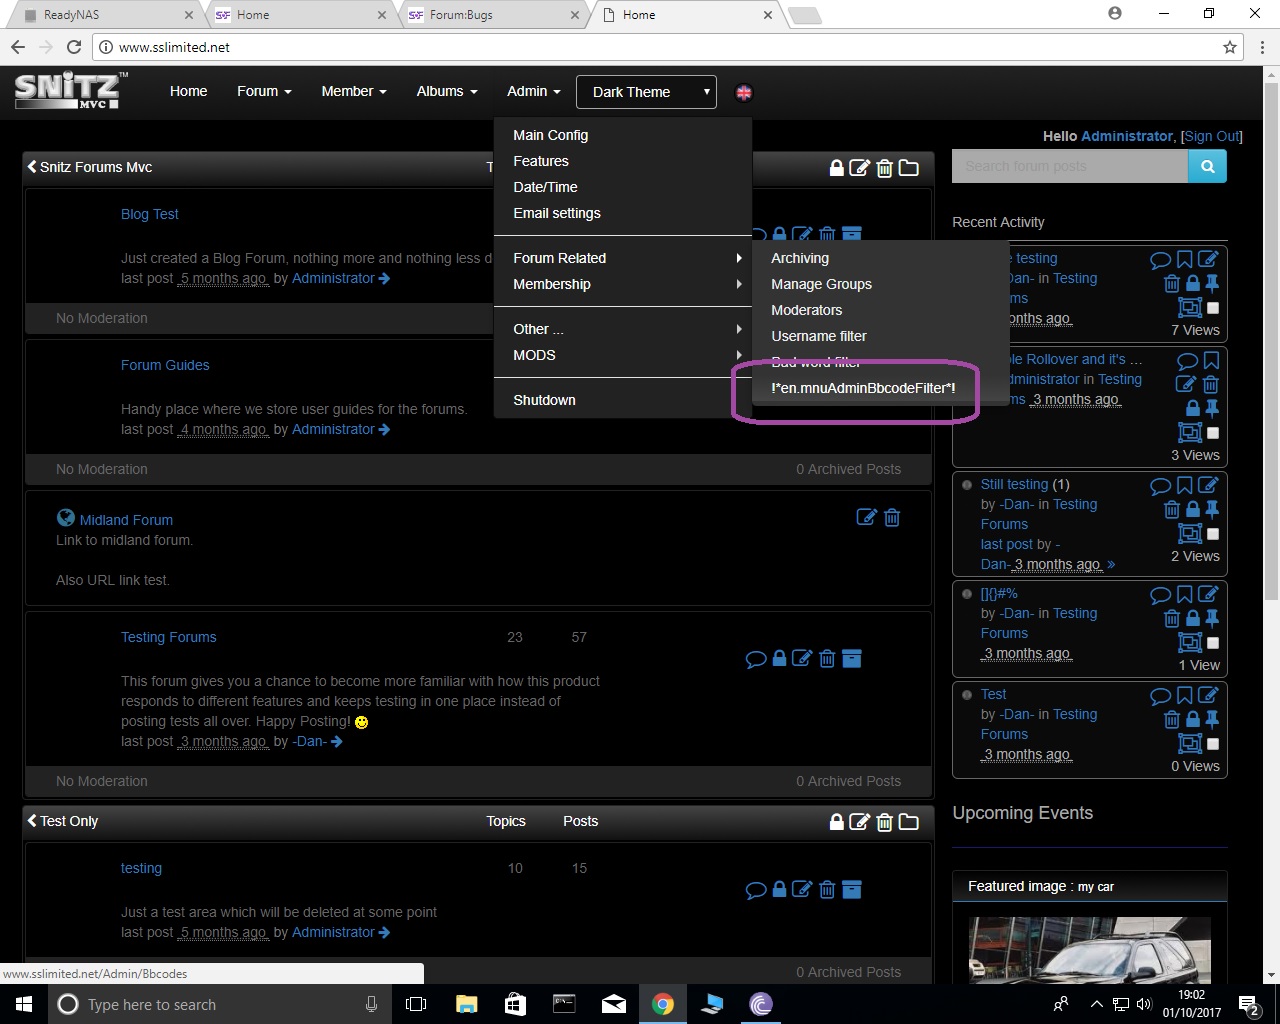 ReadyNAS
Home
Forum:Bugs
Home
www.sslimited.net
SNiTZ™
MVC
Home
Forum
Member
Albums
Admin
Dark Theme
Hello Administrator, [Sign Out]
Main Config
Features
Date/Time
Email settings
Forum Related
Membership
Other ...
MODS
Shutdown
Archiving
Manage Groups
Moderators
Username filter
Bad word filter
!*en.mnuAdminBbcodeFilter*!
Snitz Forums Mvc
T
Blog Test
Just created a Blog Forum, nothing more and nothing less d
last post 5 months ago by Administrator
No Moderation
Forum Guides
Handy place where we store user guides for the forums.
last post 4 months ago by Administrator
No Moderation
0 Archived Posts
Midland Forum
Link to midland forum.
Also URL link test.
Testing Forums
23
57
This forum gives you a chance to become more familiar with how this product
responds to different features and keeps testing in one place instead of
posting tests all over. Happy Posting!
last post 3 months ago by -Dan-
No Moderation
0 Archived Posts
Test Only
Topics
Posts
testing
10
15
Just a test area which will be deleted at some point
last post 5 months ago by Administrator
0 Archived Posts
Search forum posts
Recent Activity
e testing
-Dan- in Testing
ms
months ago
7 Views
le Rollover and it's ...
dministrator in Testing
ms 3 months ago
3 Views
Still testing (1)
by -Dan- in Testing
Forums
last post by -
Dan- 3 months ago »
2 Views
[]{}#%
by -Dan- in Testing
Forums
3 months ago
1 View
Test
by -Dan- in Testing
Forums
3 months ago
0 Views
Upcoming Events
Featured image : my car
www.sslimited.net/Admin/Bbcodes
Type here to search
19:02
01/10/2017
2